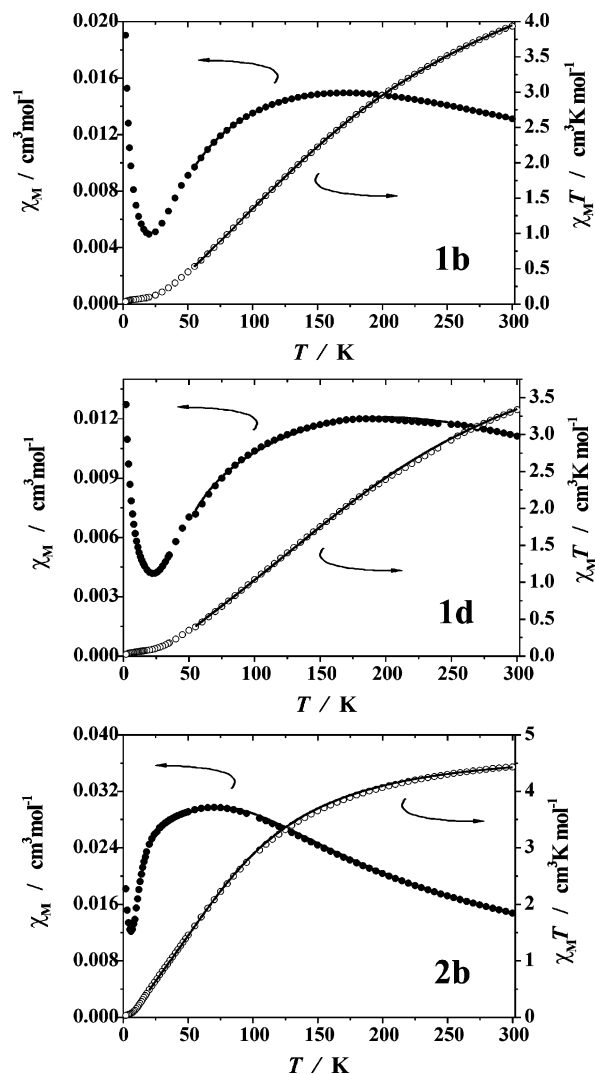 0.020
0.016
0.012
0.008
0.004
0.000
χM / cm³mol⁻¹
4.0
3.5
3.0
2.5
2.0
1.5
1.0
0.5
0.0
χMT / cm³K mol⁻¹
1b
0 50 100 150 200 250 300
T / K
0.012
0.009
0.006
0.003
0.000
χM / cm³mol⁻¹
3.5
3.0
2.5
2.0
1.5
1.0
0.5
0.0
χMT / cm³K mol⁻¹
1d
0 50 100 150 200 250 300
T / K
0.040
0.032
0.024
0.016
0.008
0.000
χM / cm³mol⁻¹
5
4
3
2
1
0
χMT / cm³K mol⁻¹
2b
0 50 100 150 200 250 300
T / K